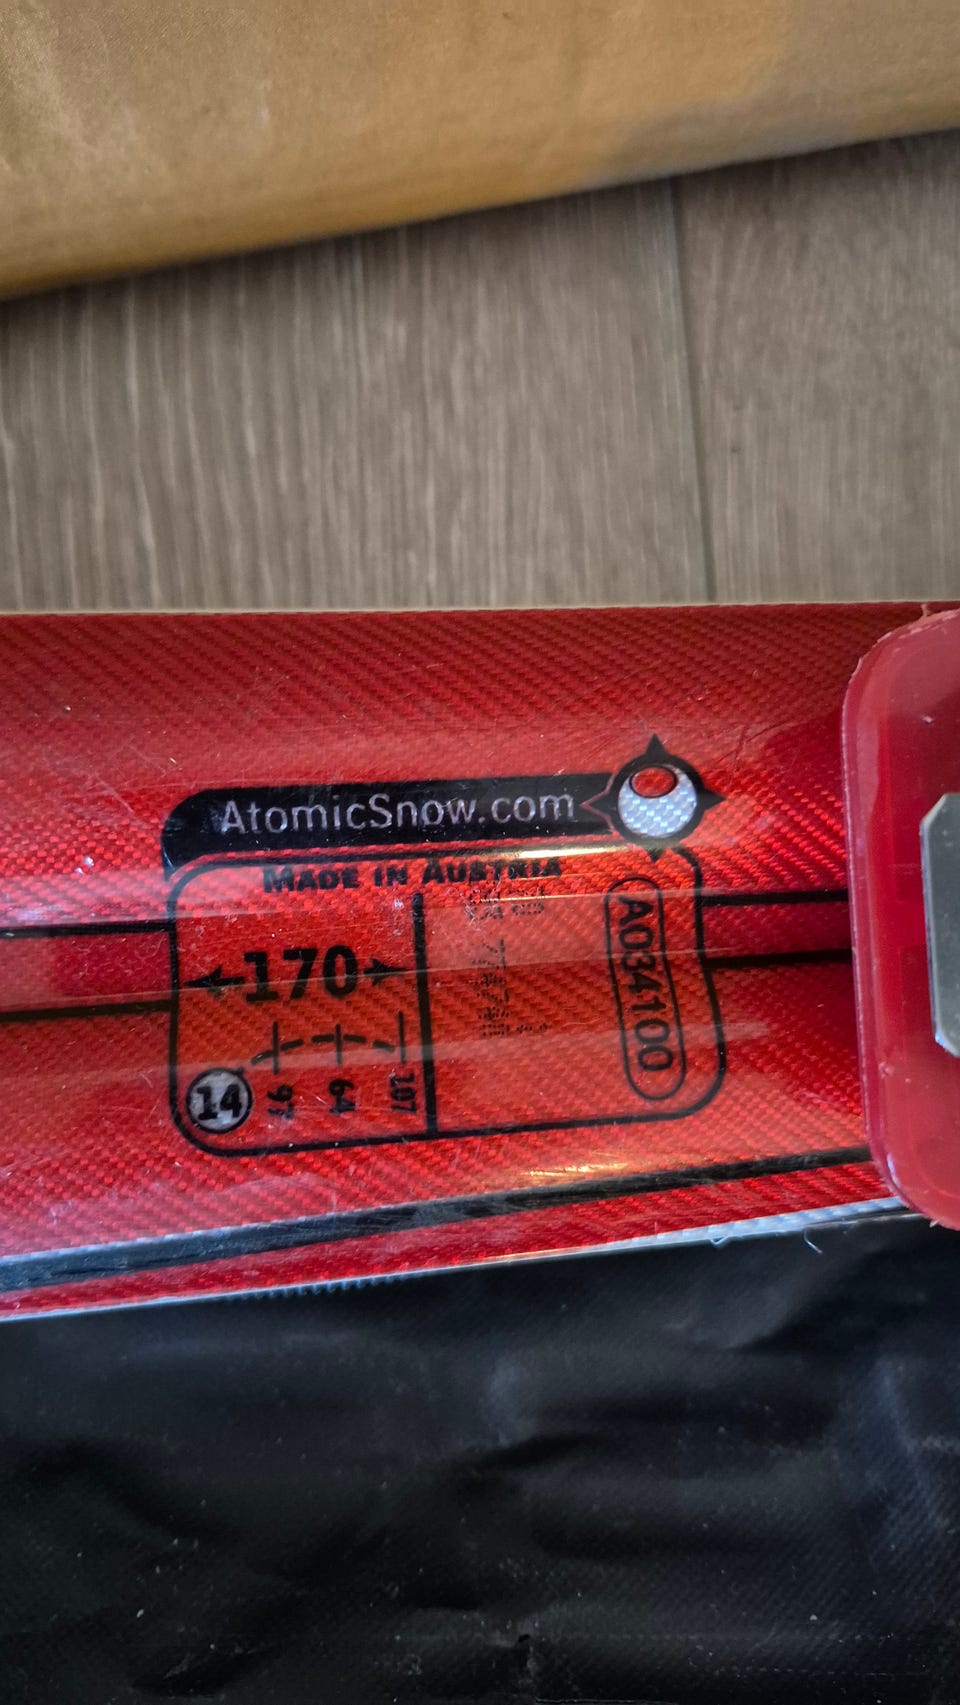 AtomicSnow.com
MADE IN AUSTRIA
170
14
97
64
107
A034100